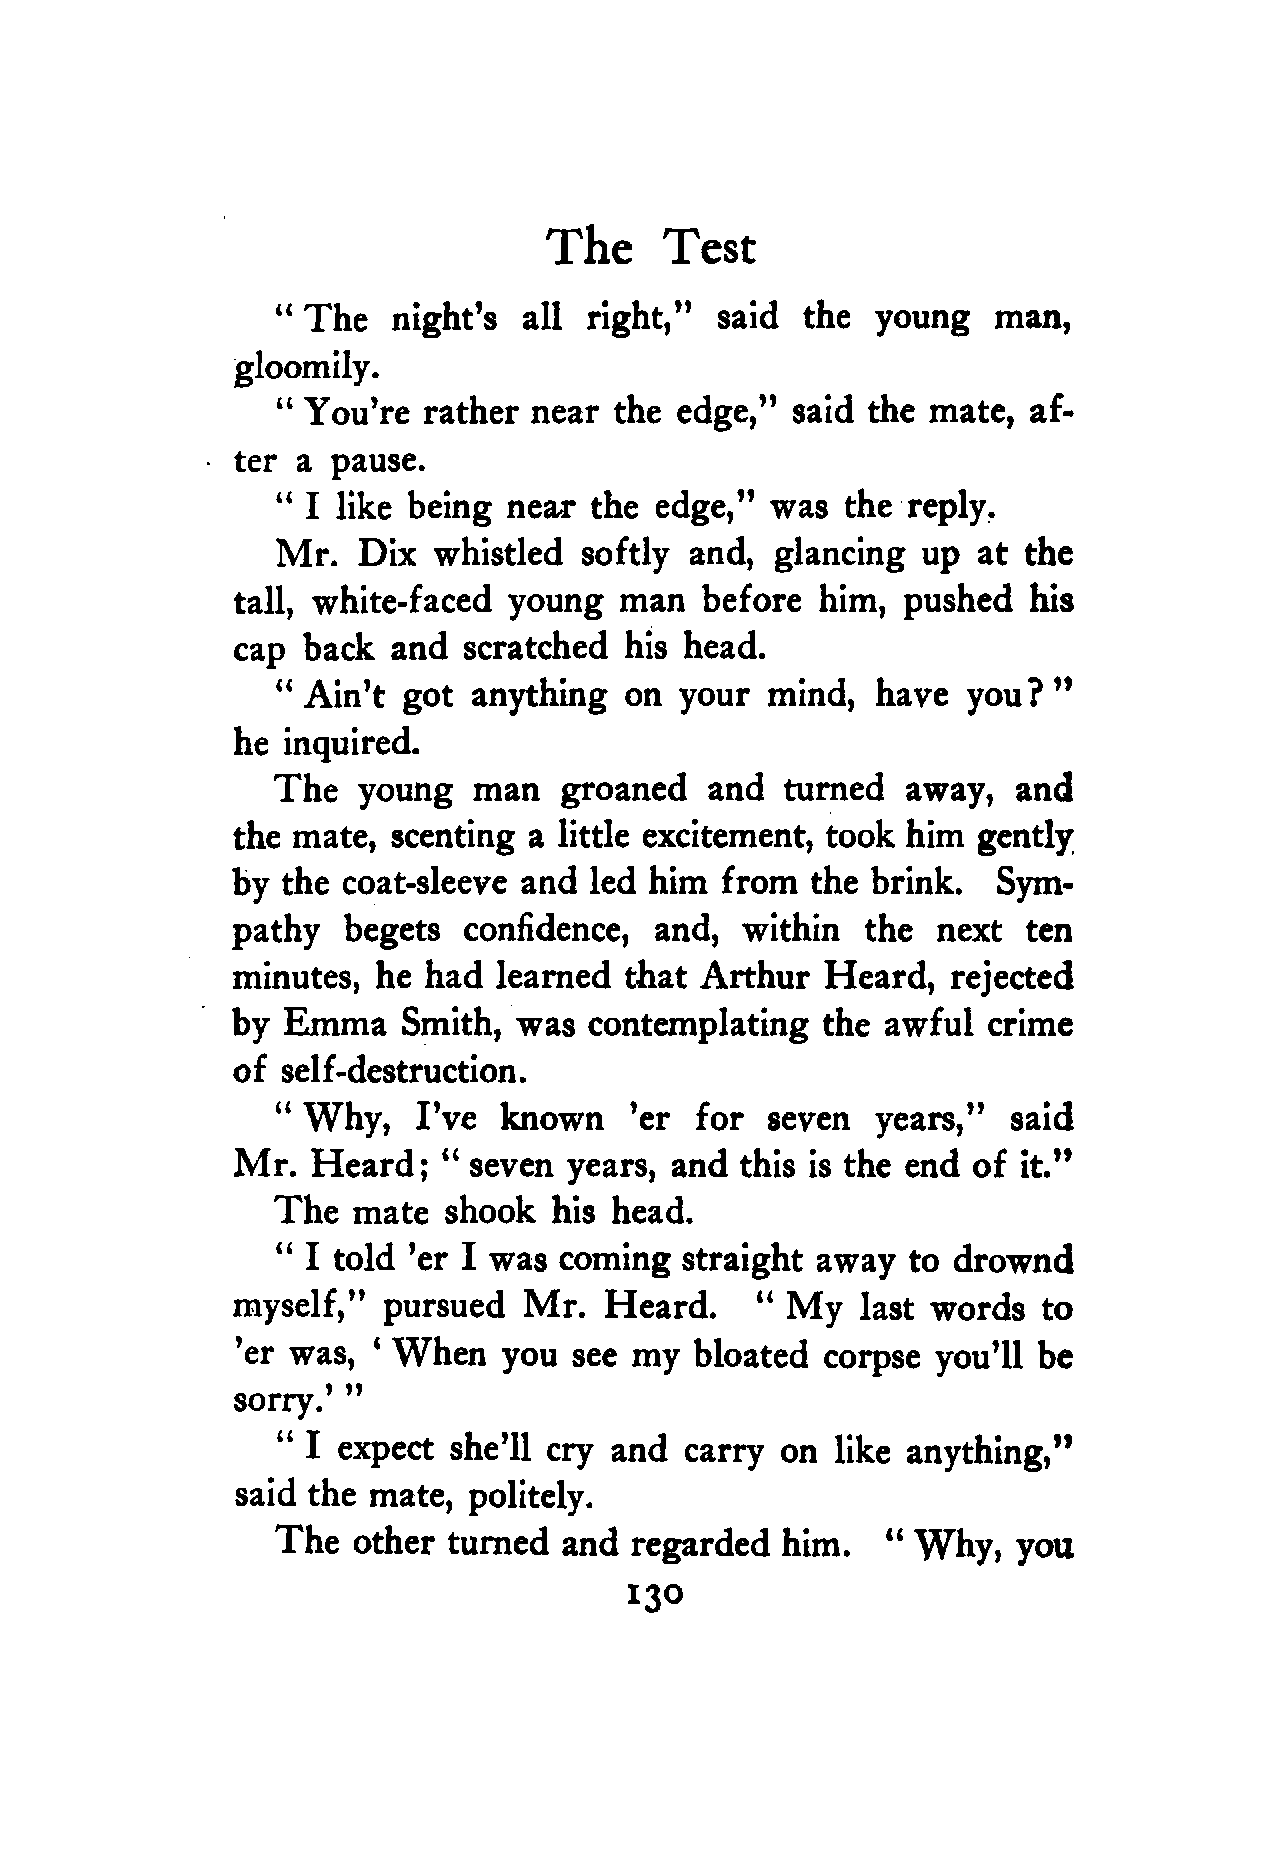 The Test
“ The night’s all right,” said the young man,
gloomily.
“ You’re rather near the edge,” said the mate, af-
ter a pause.
“ I like being near the edge,” was the reply.
Mr. Dix whistled softly and, glancing up at the
tall, white-faced young man before him, pushed his
cap back and scratched his head.
“ Ain’t got anything on your mind, have you? ”
he inquired.
The young man groaned and turned away, and
the mate, scenting a little excitement, took him gently
by the coat-sleeve and led him from the brink. Sym-
pathy begets confidence, and, within the next ten
minutes, he had learned that Arthur Heard, rejected
by Emma Smith, was contemplating the awful crime
of self-destruction.
“ Why, I’ve known ’er for seven years,” said
Mr. Heard; “ seven years, and this is the end of it.”
The mate shook his head.
“ I told ’er I was coming straight away to drownd
myself,” pursued Mr. Heard. “ My last words to
’er was, ‘ When you see my bloated corpse you’ll be
sorry.’ ”
“ I expect she’ll cry and carry on like anything,”
said the mate, politely.
The other turned and regarded him. “ Why, you
130